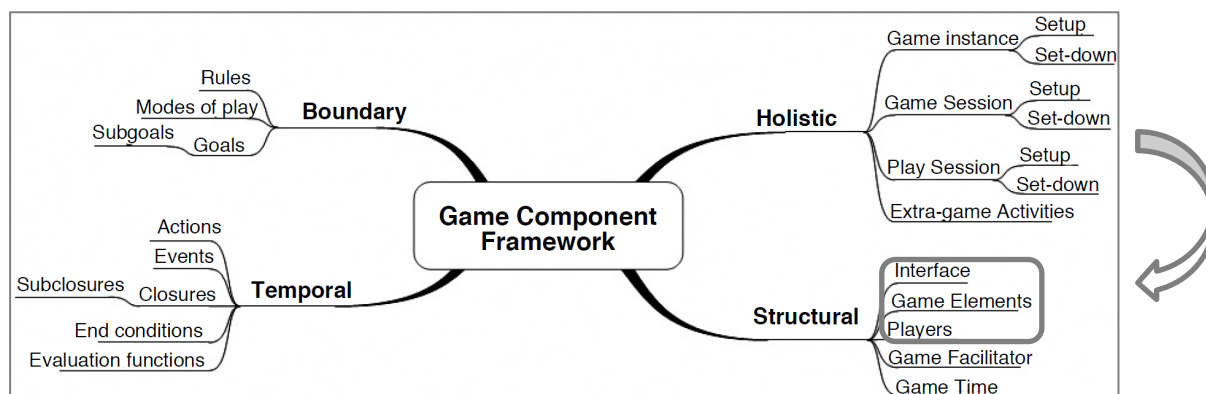 Game Component
Framework
Boundary
Rules
Modes of play
Goals
Subgoals
Temporal
Actions
Events
Closures
Subclosures
End conditions
Evaluation functions
Holistic
Game instance
Setup
Set-down
Game Session
Setup
Set-down
Play Session
Setup
Set-down
Extra-game Activities
Structural
Interface
Game Elements
Players
Game Facilitator
Game Time